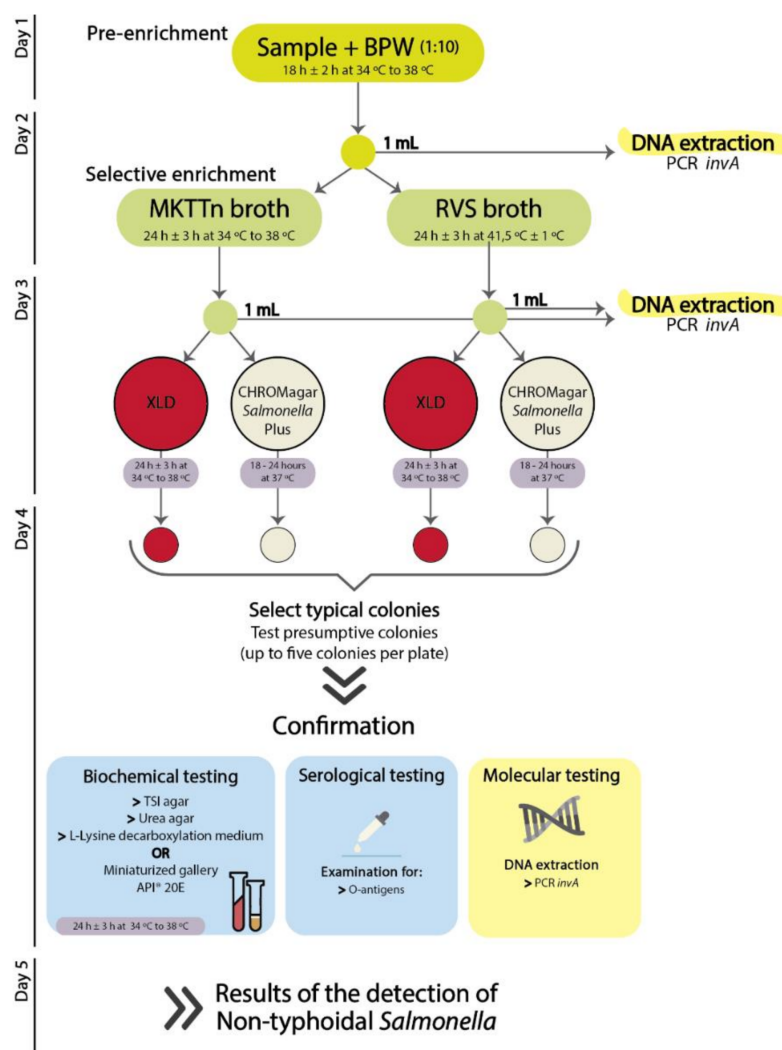 Day 1
Pre-enrichment
Sample + BPW (1:10)
18 h ± 2 h at 34 ºC to 38 ºC
Day 2
1 mL
DNA extraction
PCR invA
Selective enrichment
MKTTn broth
24 h ± 3 h at 34 ºC to 38 ºC
RVS broth
24 h ± 3 h at 41,5 ºC ± 1 ºC
Day 3
1 mL
1 mL
DNA extraction
PCR invA
XLD
CHROMagar
Salmonella
Plus
XLD
CHROMagar
Salmonella
Plus
24 h ± 3 h at
34 ºC to 38 ºC
18 - 24 hours
at 37 ºC
24 h ± 3 h at
34 ºC to 38 ºC
18 - 24 hours
at 37 ºC
Day 4
Select typical colonies
Test presumptive colonies
(up to five colonies per plate)
Confirmation
Biochemical testing
> TSI agar
> Urea agar
> L-Lysine decarboxylation medium
OR
Miniaturized gallery
API® 20E
24 h ± 3 h at 34 ºC to 38 ºC
Serological testing
Examination for:
> O-antigens
Molecular testing
DNA extraction
> PCR invA
Day 5
Results of the detection of
Non-typhoidal Salmonella